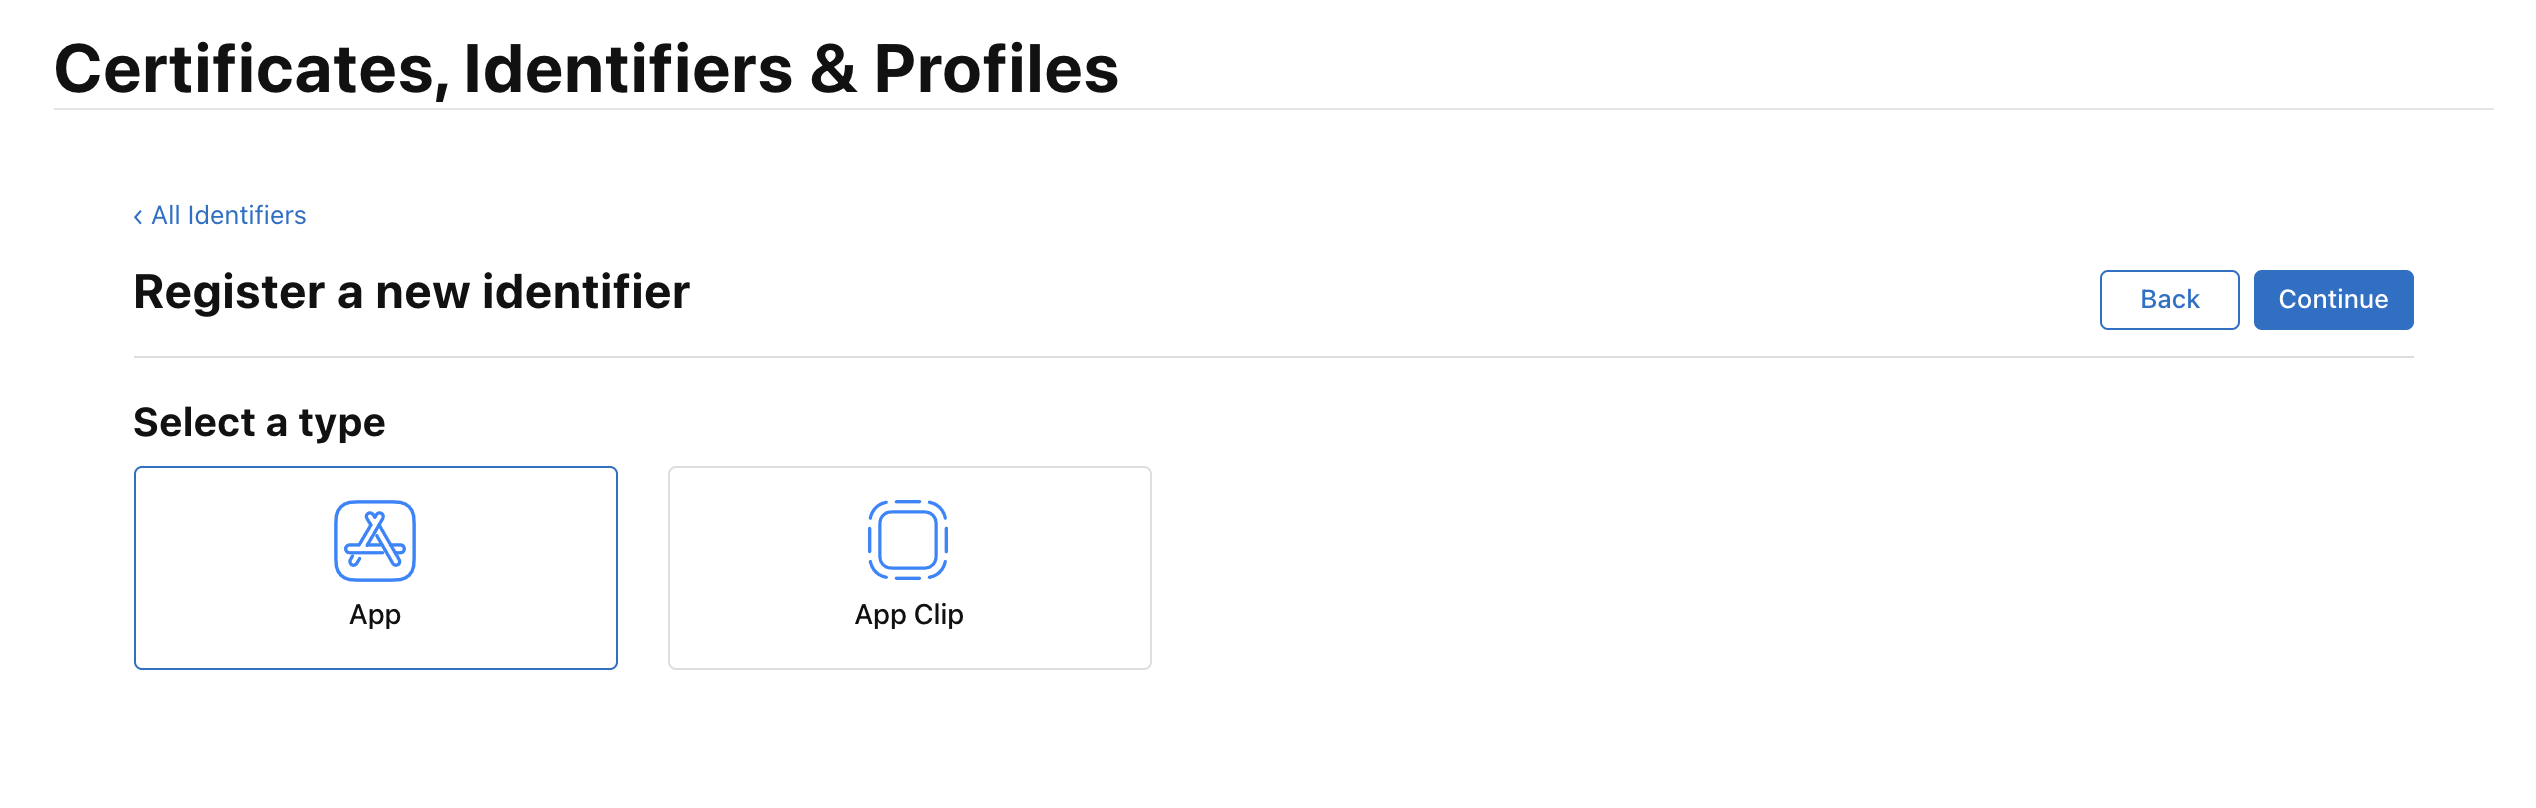 Certificates, Identifiers & Profiles
‹ All Identifiers
Register a new identifier
Back
Continue
Select a type
App
App Clip